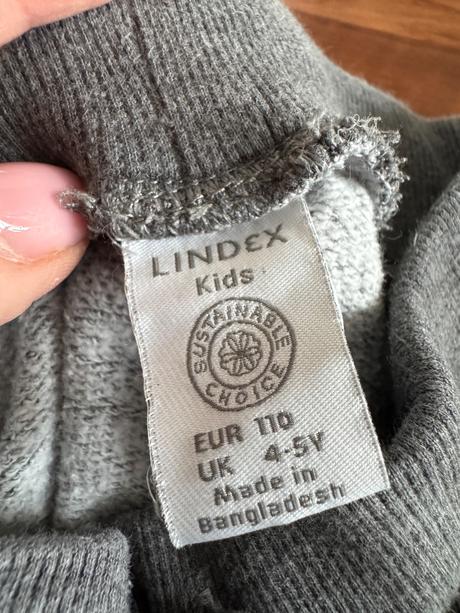 LINDEX
Kids
SUSTAINABLE
CHOICE
EUR 110
UK 4-5Y
Made in
Bangladesh